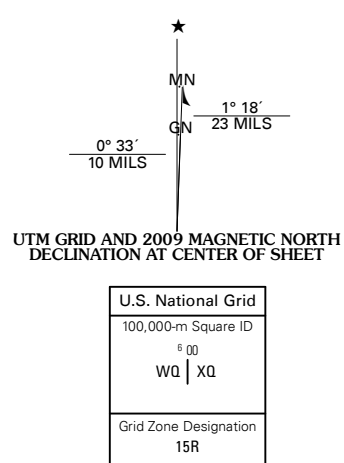 ★
MN
GN
1° 18´
23 MILS
0° 33´
10 MILS
UTM GRID AND 2009 MAGNETIC NORTH
DECLINATION AT CENTER OF SHEET
U.S. National Grid
100,000-m Square ID
6 00
WQ XQ
Grid Zone Designation
15R